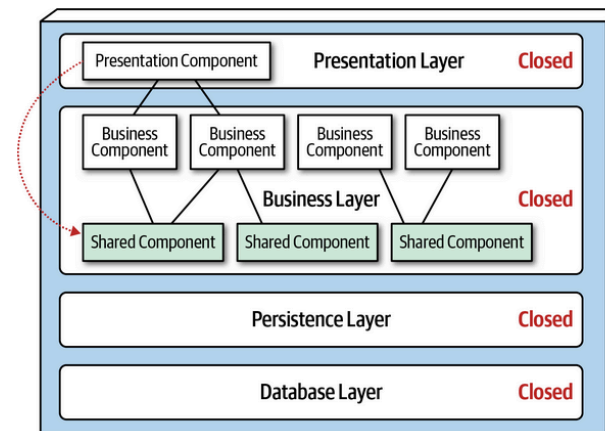 Presentation Component
Presentation Layer
Closed
Business
Component
Business
Component
Business
Component
Business
Component
Business Layer
Closed
Shared Component
Shared Component
Shared Component
Persistence Layer
Closed
Database Layer
Closed